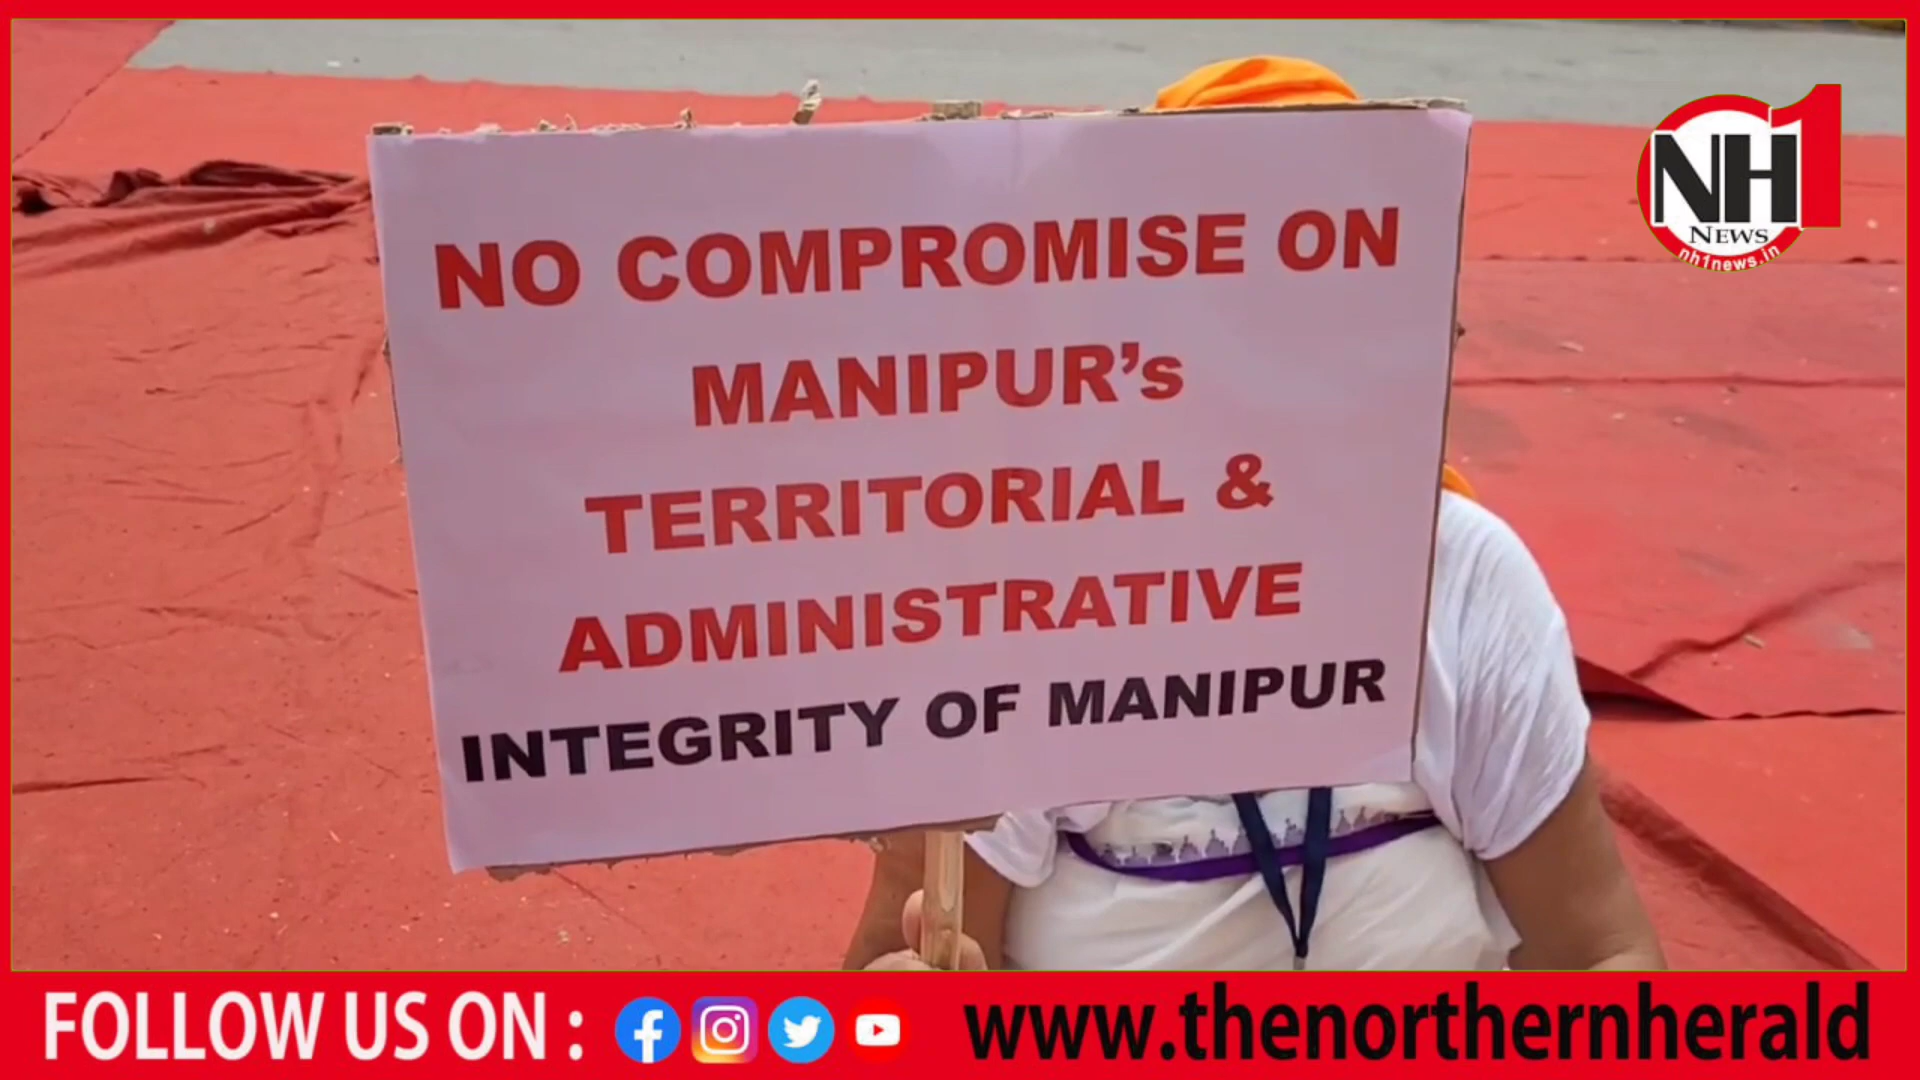 NO COMPROMISE ON
MANIPUR's
TERRITORIAL &
ADMINISTRATIVE
INTEGRITY OF MANIPUR
NH1
NEWS
nh1news.in
FOLLOW US ON :
www.thenorthernherald